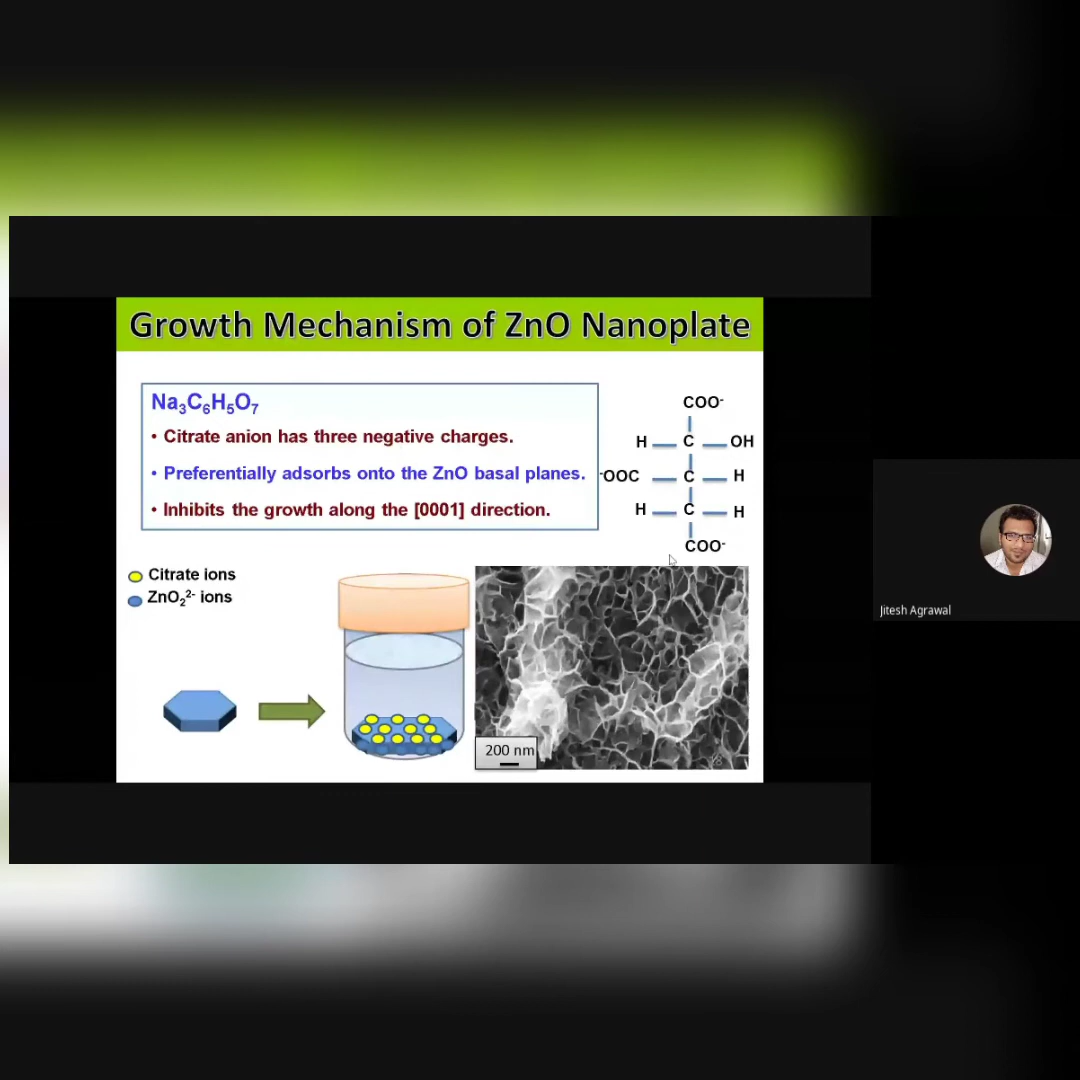 Growth Mechanism of ZnO Nanoplate
Na₃C₆H₅O₇
• Citrate anion has three negative charges.
• Preferentially adsorbs onto the ZnO basal planes.
• Inhibits the growth along the [0001] direction.
COO⁻
H C OH
⁻OOC C H
H C H
COO⁻
Citrate ions
ZnO₂²⁻ ions
200 nm
Jitesh Agrawal